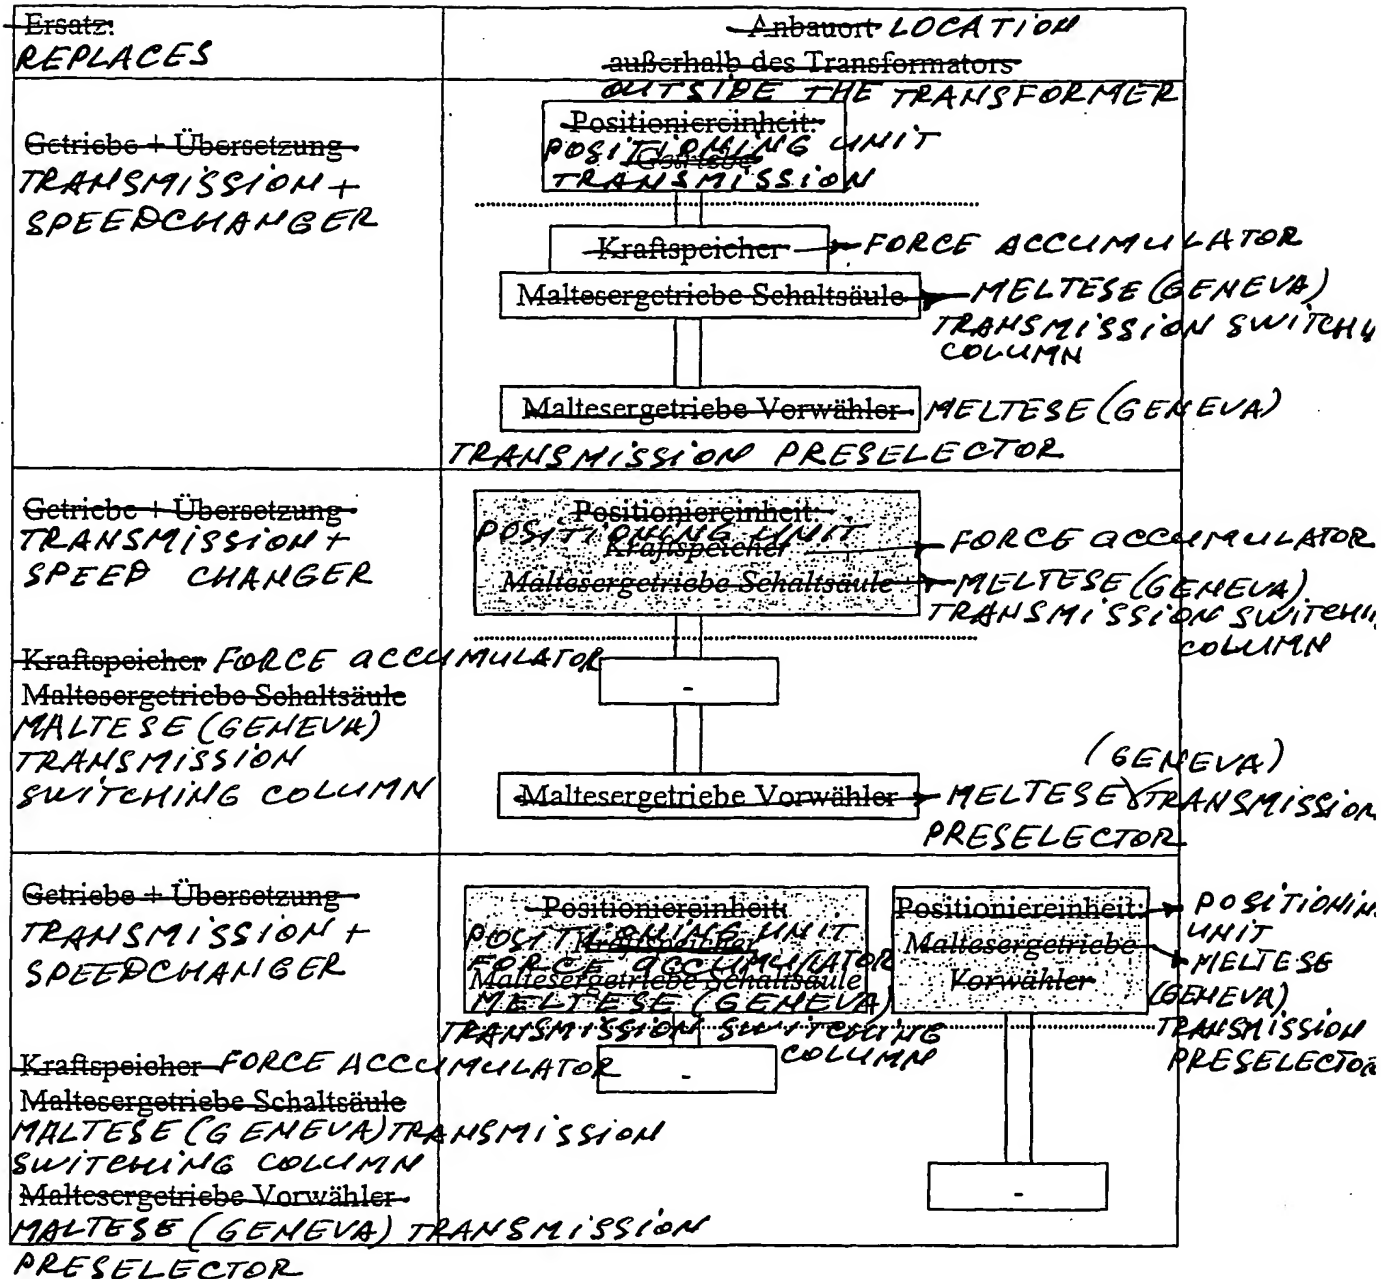 Ersatz:
REPLACES
Anbauort LOCATION
außerhalb des Transformators
OUTSIDE THE TRANSFORMER
Getriebe + Übersetzung
TRANSMISSION +
SPEEDCHANGER
Positioniereinheit:
POSITIONING UNIT
Getriebe
TRANSMISSION
Kraftspeicher FORCE ACCUMULATOR
Maltesergetriebe Schaltsäule MELTESE (GENEVA)
TRANSMISSION SWITCHI
COLUMN
Maltesergetriebe Vorwähler MELTESE (GENEVA)
TRANSMISSION PRESELECTOR
Getriebe + Übersetzung
TRANSMISSION +
SPEED CHANGER
Kraftspeicher FORCE ACCUMULATOR
Maltesergetriebe Schaltsäule
MALTESE (GENEVA)
TRANSMISSION
SWITCHING COLUMN
Positioniereinheit:
POSITIONING UNIT
Kraftspeicher FORCE ACCUMULATOR
Maltesergetriebe Schaltsäule MELTESE (GENEVA)
TRANSMISSION SWITCHI
COLUMN
-
(GENEVA)
Maltesergetriebe Vorwähler MELTESE TRANSMISSION
PRESELECTOR
Getriebe + Übersetzung
TRANSMISSION +
SPEEDCHANGER
Kraftspeicher FORCE ACCUMULATOR
Maltesergetriebe Schaltsäule
MALTESE (GENEVA) TRANSMISSION
SWITCHING COLUMN
Maltesergetriebe Vorwähler
MALTESE (GENEVA) TRANSMISSION
PRESELECTOR
Positioniereinheit:
POSITIONING UNIT
Kraftspeicher
FORCE ACCUMULATOR
Maltesergetriebe Schaltsäule
MELTESE (GENEVA)
TRANSMISSION SWITCHING
COLUMN
-
Positioniereinheit: POSITIONIN
UNIT
Maltesergetriebe MELTESE
Vorwähler (GENEVA)
TRANSMISSION
PRESELECTOR
-